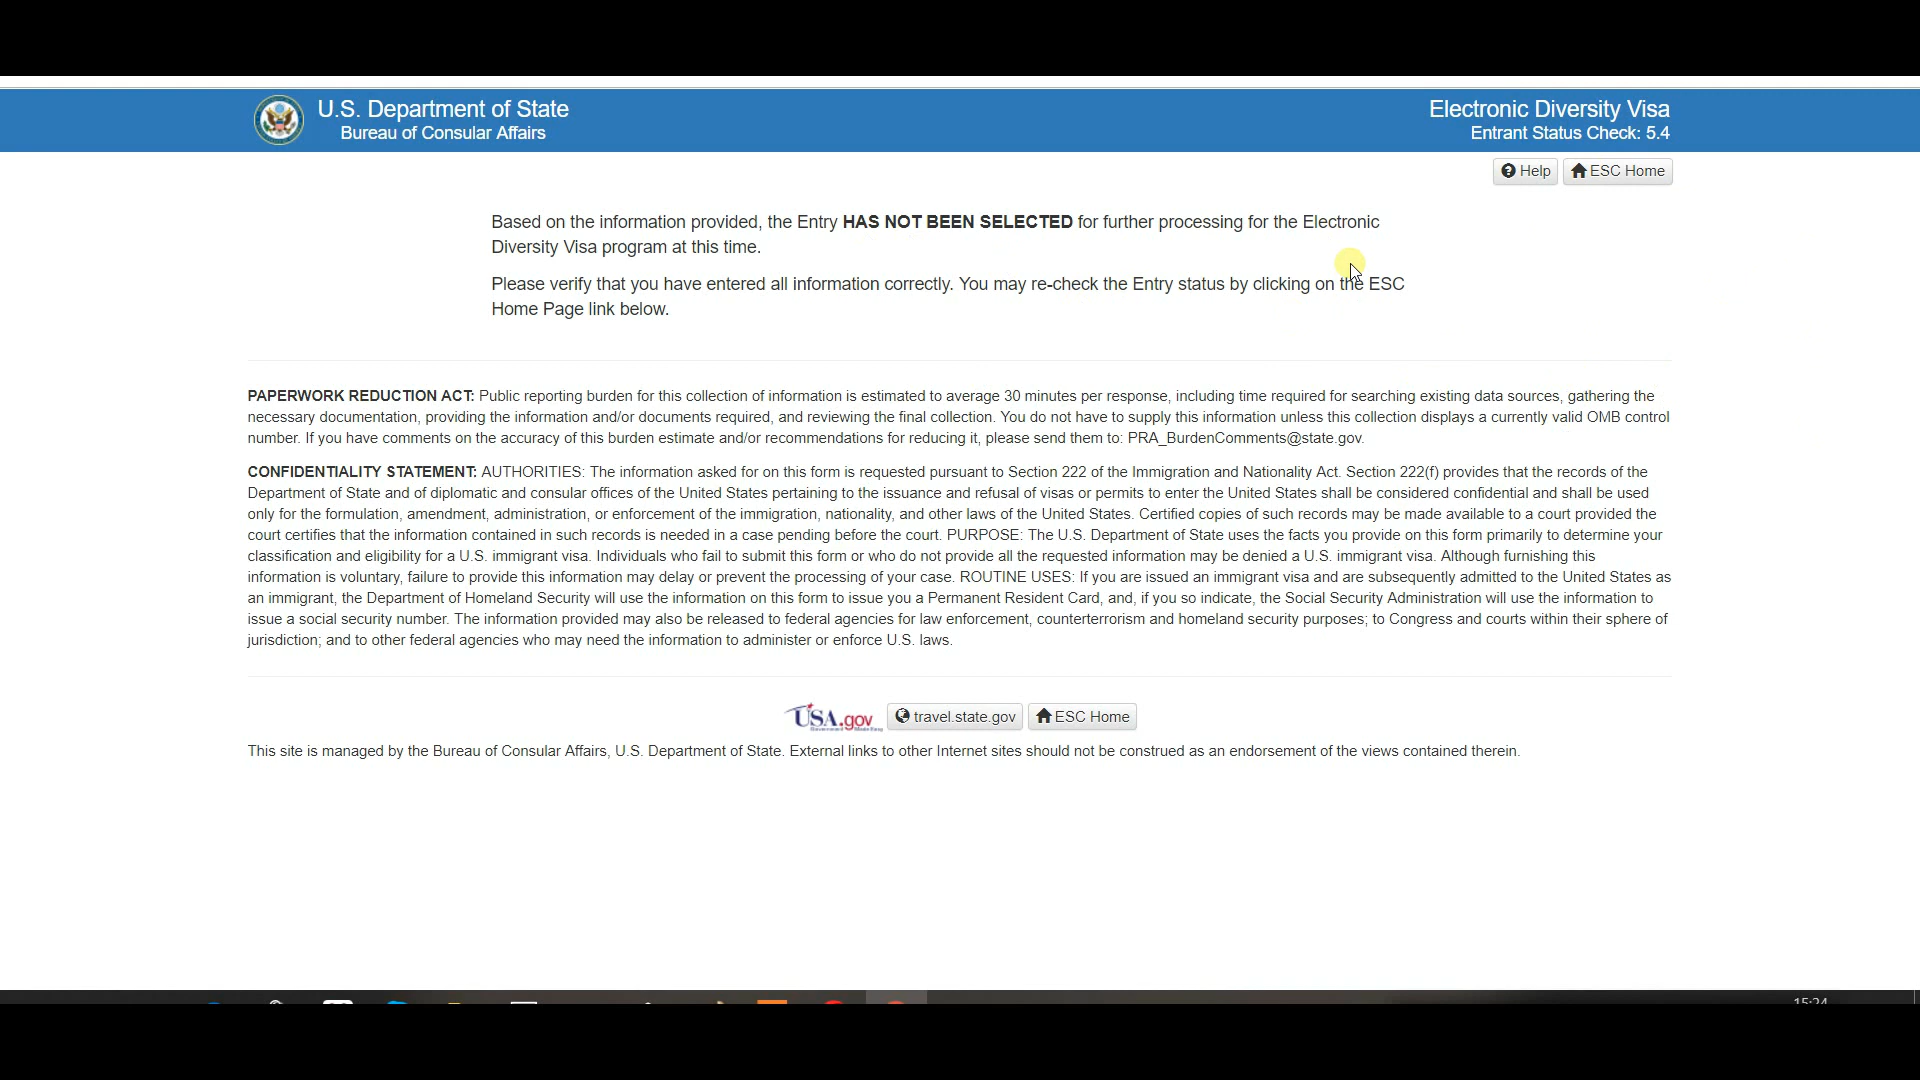 U.S. Department of State
Bureau of Consular Affairs
Electronic Diversity Visa
Entrant Status Check: 5.4
Help
ESC Home
Based on the information provided, the Entry HAS NOT BEEN SELECTED for further processing for the Electronic
Diversity Visa program at this time.
Please verify that you have entered all information correctly. You may re-check the Entry status by clicking on the ESC
Home Page link below.
PAPERWORK REDUCTION ACT: Public reporting burden for this collection of information is estimated to average 30 minutes per response, including time required for searching existing data sources, gathering the
necessary documentation, providing the information and/or documents required, and reviewing the final collection. You do not have to supply this information unless this collection displays a currently valid OMB control
number. If you have comments on the accuracy of this burden estimate and/or recommendations for reducing it, please send them to: PRA_BurdenComments@state.gov.
CONFIDENTIALITY STATEMENT: AUTHORITIES: The information asked for on this form is requested pursuant to Section 222 of the Immigration and Nationality Act. Section 222(f) provides that the records of the
Department of State and of diplomatic and consular offices of the United States pertaining to the issuance and refusal of visas or permits to enter the United States shall be considered confidential and shall be used
only for the formulation, amendment, administration, or enforcement of the immigration, nationality, and other laws of the United States. Certified copies of such records may be made available to a court provided the
court certifies that the information contained in such records is needed in a case pending before the court. PURPOSE: The U.S. Department of State uses the facts you provide on this form primarily to determine your
classification and eligibility for a U.S. immigrant visa. Individuals who fail to submit this form or who do not provide all the requested information may be denied a U.S. immigrant visa. Although furnishing this
information is voluntary, failure to provide this information may delay or prevent the processing of your case. ROUTINE USES: If you are issued an immigrant visa and are subsequently admitted to the United States as
an immigrant, the Department of Homeland Security will use the information on this form to issue you a Permanent Resident Card, and, if you so indicate, the Social Security Administration will use the information to
issue a social security number. The information provided may also be released to federal agencies for law enforcement, counterterrorism and homeland security purposes; to Congress and courts within their sphere of
jurisdiction; and to other federal agencies who may need the information to administer or enforce U.S. laws.
USA.gov
travel.state.gov
ESC Home
This site is managed by the Bureau of Consular Affairs, U.S. Department of State. External links to other Internet sites should not be construed as an endorsement of the views contained therein.
15:24